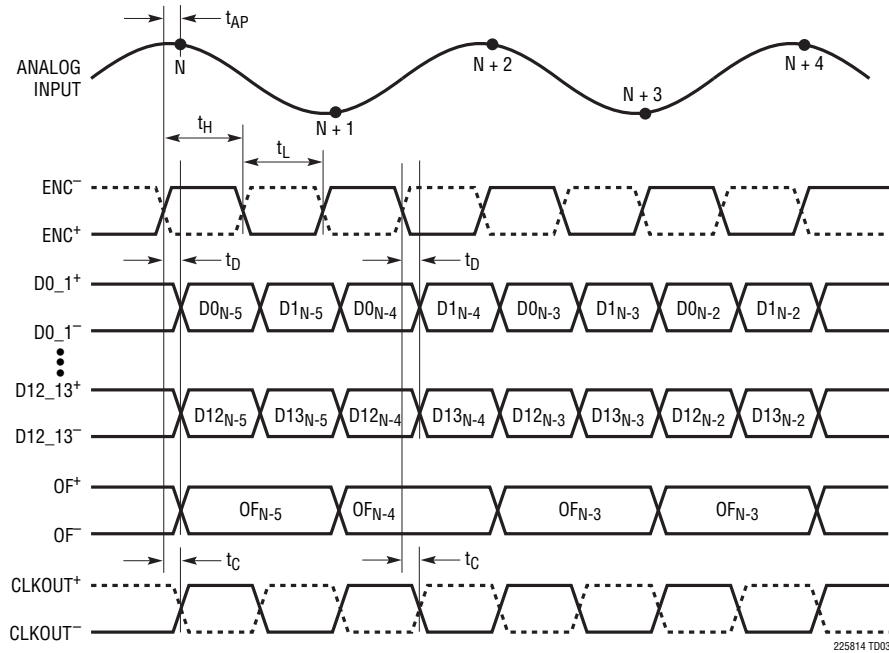 tAP
ANALOG
INPUT
N
N + 1
N + 2
N + 3
N + 4
tH
tL
ENC–
ENC+
tD
tD
D0_1+
D0N-5
D1N-5
D0N-4
D1N-4
D0N-3
D1N-3
D0N-2
D1N-2
D0_1–
D12_13+
D12N-5
D13N-5
D12N-4
D13N-4
D12N-3
D13N-3
D12N-2
D13N-2
D12_13–
OF+
OFN-5
OFN-4
OFN-3
OFN-3
OF–
tC
tC
CLKOUT+
CLKOUT–
225814 TD03